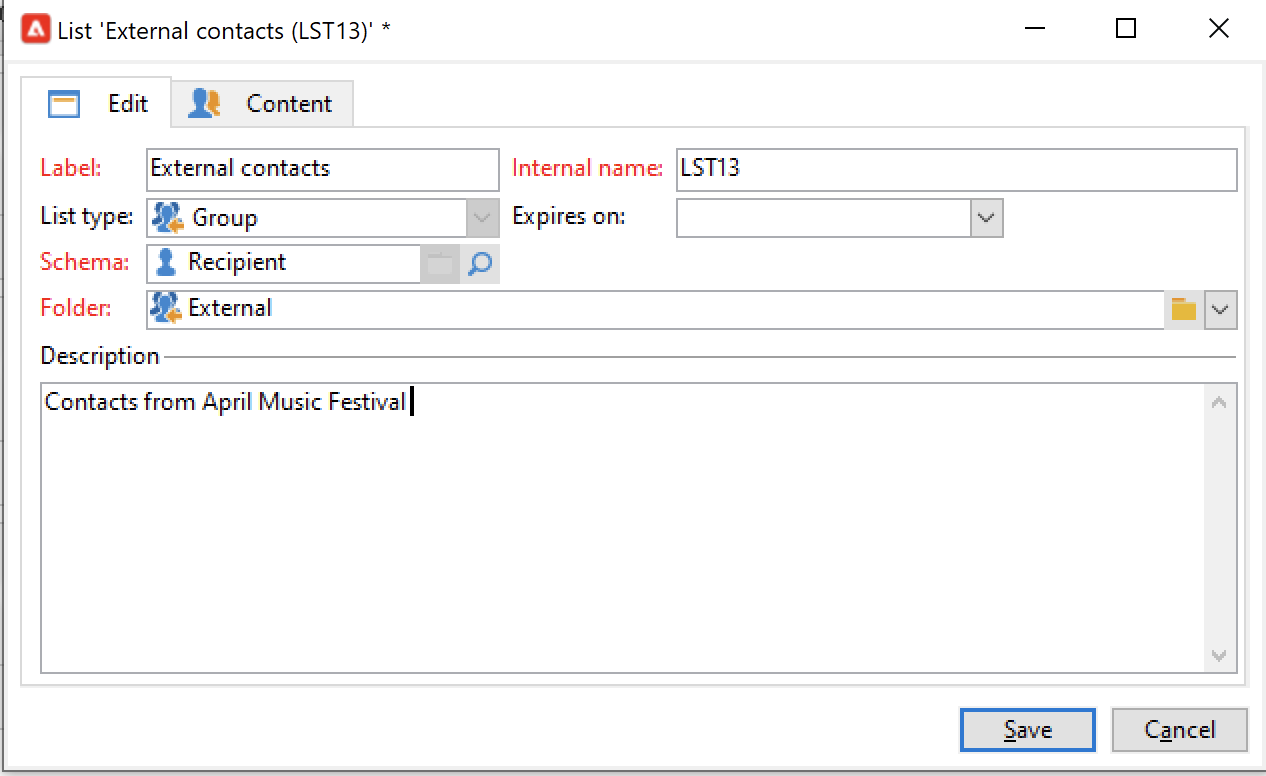 List 'External contacts (LST13)' *
Edit Content
Label: External contacts Internal name: LST13
List type: Group Expires on:
Schema: Recipient
Folder: External
Description
Contacts from April Music Festival
Save Cancel